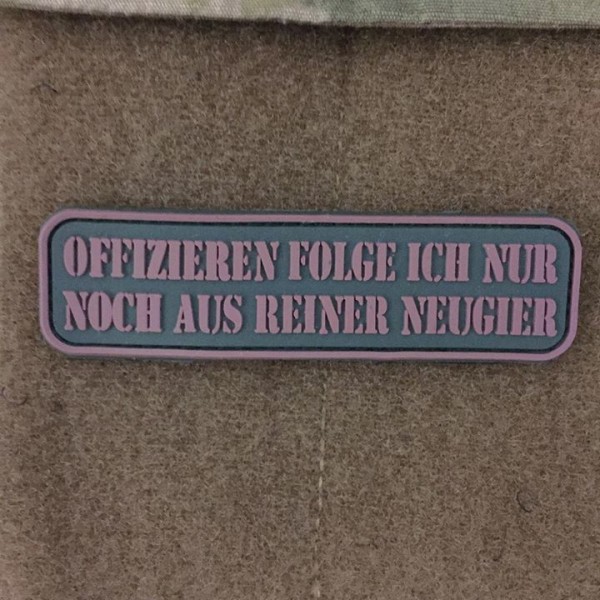 OFFIZIEREN FOLGE ICH NUR
NOCH AUS REINER NEUGIER